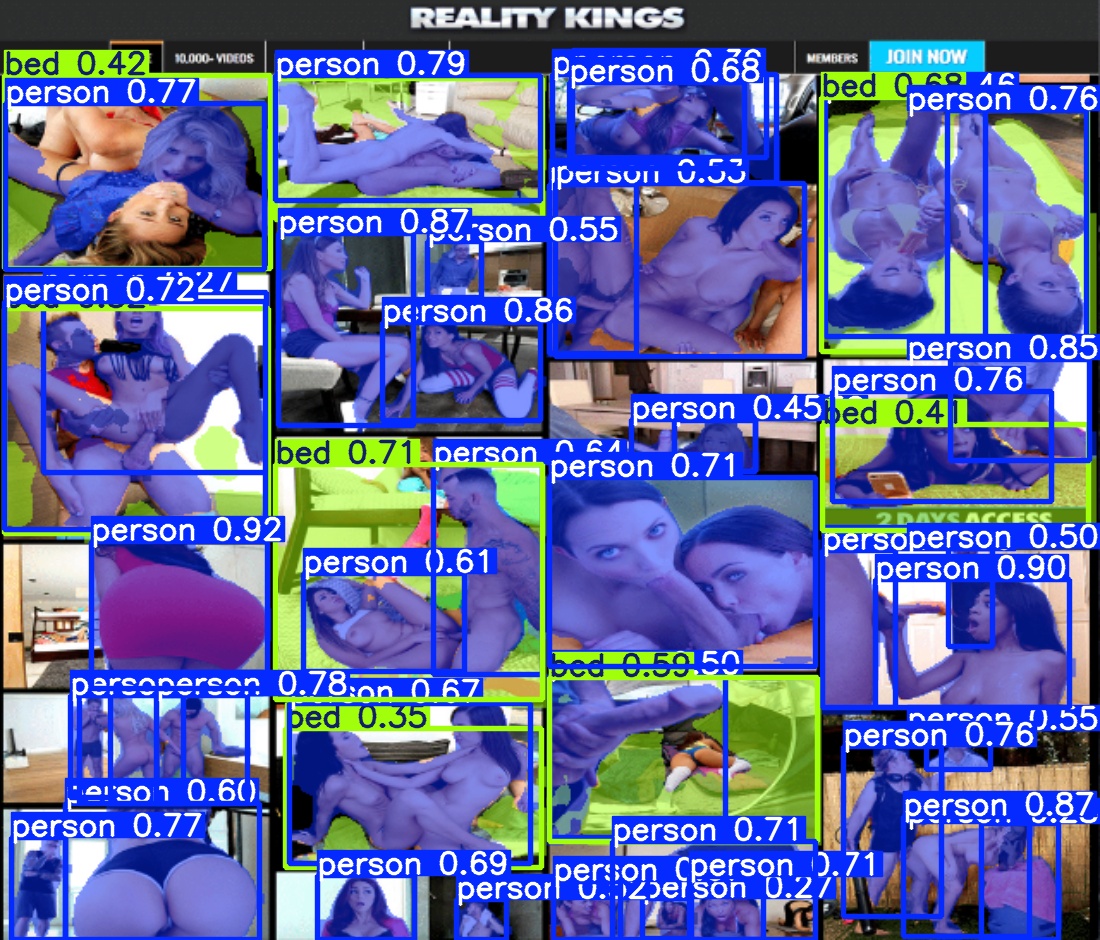 REALITY KINGS
10,000+ VIDEOS
MEMBERS
JOIN NOW
bed 0.42
person 0.77
person 0.79
person 0.68
bed 0.68
person 0.76
person 0.53
person 0.87
person 0.55
person 0.72
person 0.86
person 0.85
person 0.76
person 0.45
bed 0.41
bed 0.71
person 0.64
person 0.71
2 DAYS ACCESS
person 0.92
person 0.50
person 0.61
person 0.90
bed 0.59
person 0.78
person 0.67
bed 0.35
person 0.55
person 0.76
person 0.60
person 0.77
person 0.71
person 0.87
person 0.69
person 0.71
person 0.27